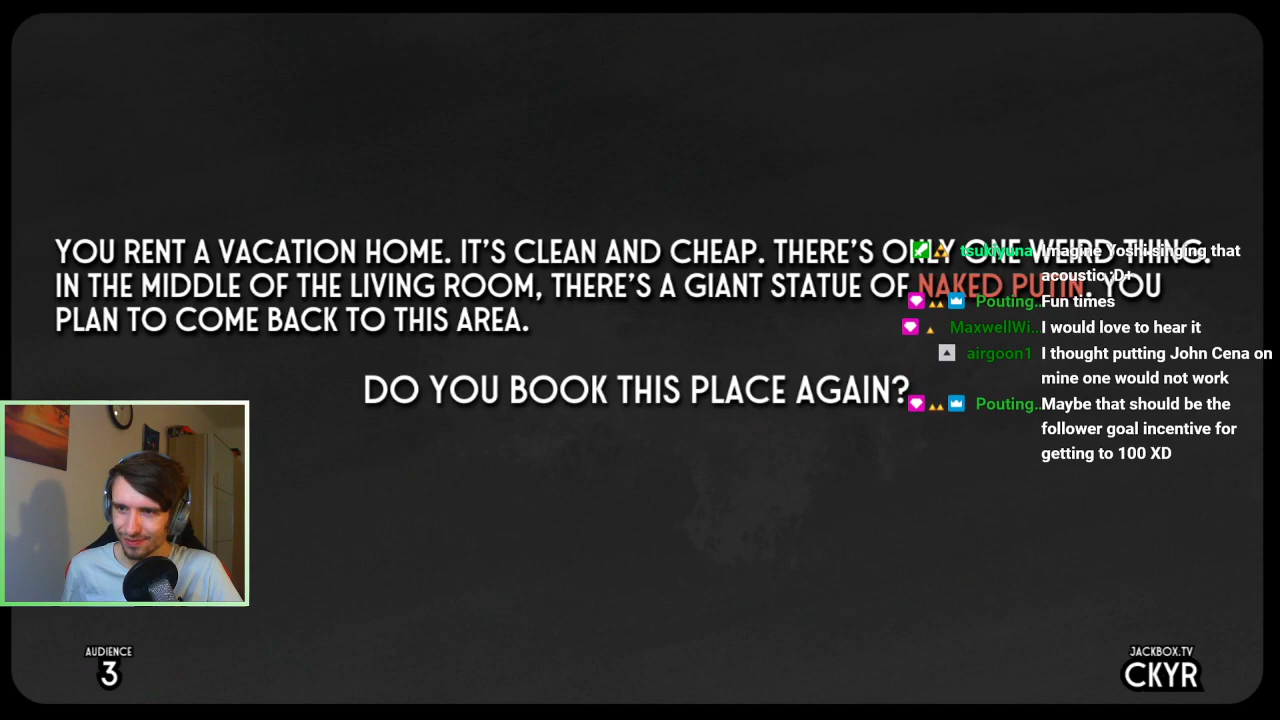 YOU RENT A VACATION HOME. IT'S CLEAN AND CHEAP. THERE'S ONLY ONE WEIRD THING.
IN THE MIDDLE OF THE LIVING ROOM, THERE'S A GIANT STATUE OF NAKED PUTIN. YOU
PLAN TO COME BACK TO THIS AREA.
DO YOU BOOK THIS PLACE AGAIN?
tsukiyuna Imagine Yoshi singing that
acoustic ;D+
Pouting... Fun times
MaxwellWi... I would love to hear it
airgoon1 I thought putting John Cena on
mine one would not work
Pouting... Maybe that should be the
follower goal incentive for
getting to 100 XD
AUDIENCE
3
JACKBOX.TV
CKYR